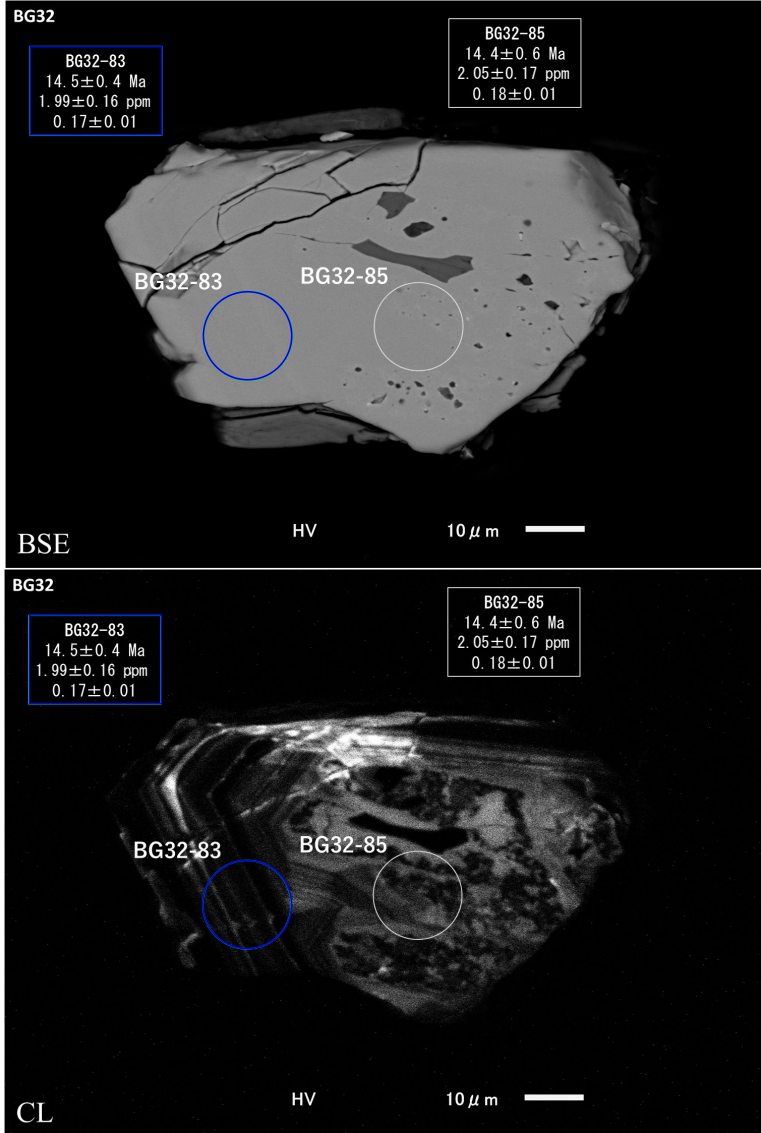 BG32
BG32-83
14.5±0.4 Ma
1.99±0.16 ppm
0.17±0.01
BG32-85
14.4±0.6 Ma
2.05±0.17 ppm
0.18±0.01
BG32-83
BG32-85
HV
10μm
BSE
BG32
BG32-83
14.5±0.4 Ma
1.99±0.16 ppm
0.17±0.01
BG32-85
14.4±0.6 Ma
2.05±0.17 ppm
0.18±0.01
BG32-83
BG32-85
HV
10μm
CL